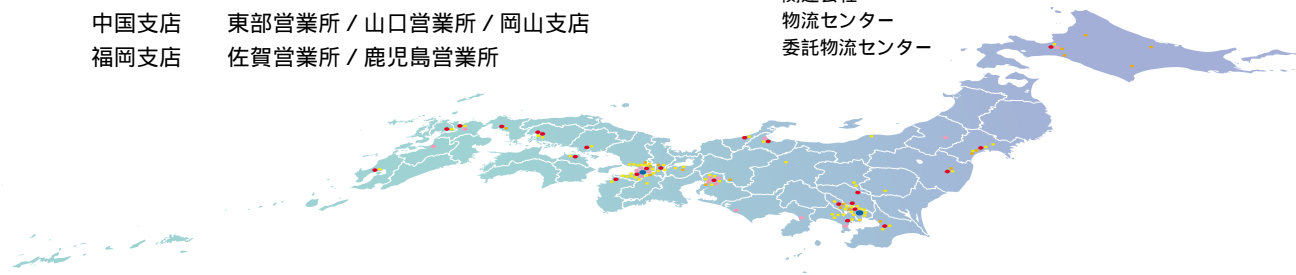 中国支店 東部営業所 / 山口営業所 / 岡山支店
福岡支店 佐賀営業所 / 鹿児島営業所
物流センター
委託物流センター